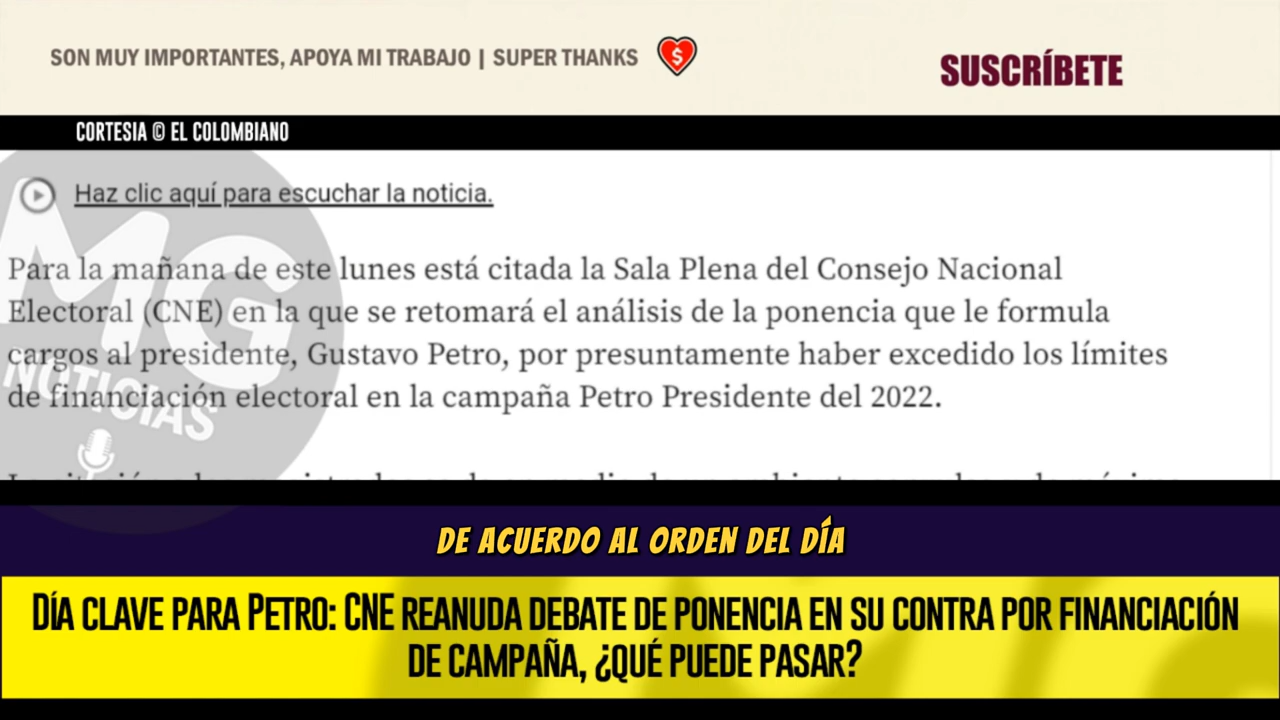 SON MUY IMPORTANTES, APOYA MI TRABAJO | SUPER THANKS
SUSCRÍBETE
CORTESIA © EL COLOMBIANO
Haz clic aquí para escuchar la noticia.
Para la mañana de este lunes está citada la Sala Plena del Consejo Nacional
Electoral (CNE) en la que se retomará el análisis de la ponencia que le formula
cargos al presidente, Gustavo Petro, por presuntamente haber excedido los límites
de financiación electoral en la campaña Petro Presidente del 2022.
MG
NOTICIAS
DE ACUERDO AL ORDEN DEL DÍA
DÍA CLAVE PARA PETRO: CNE REANUDA DEBATE DE PONENCIA EN SU CONTRA POR FINANCIACIÓN
DE CAMPAÑA, ¿QUÉ PUEDE PASAR?